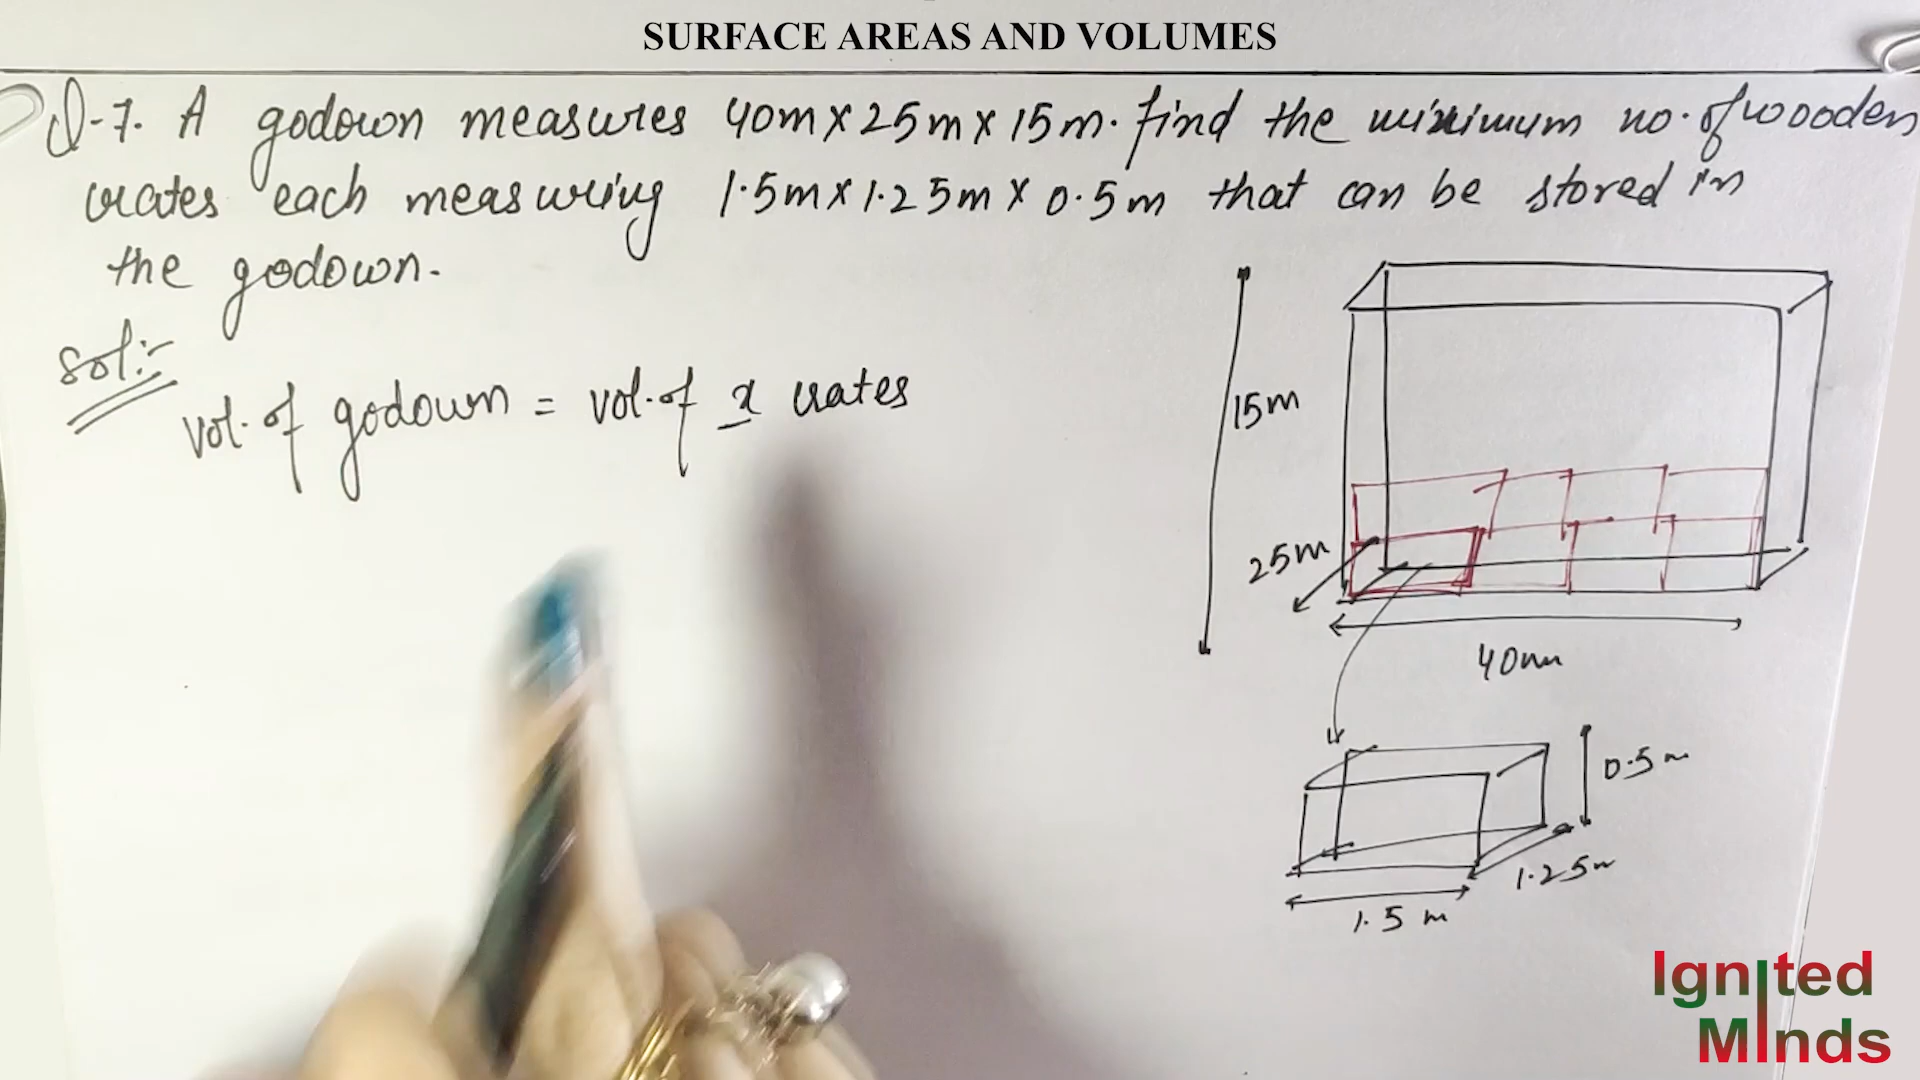 SURFACE AREAS AND VOLUMES
Q-7. A godown measures 40m x 25m x 15m. find the minimum no. of wooden
crates each measuring 1.5m x 1.25m x 0.5m that can be stored in
the godown.
Sol:-
vol. of godown = vol. of x crates
15m
25m
40m
0.5m
1.25m
1.5 m
Ignited
Minds